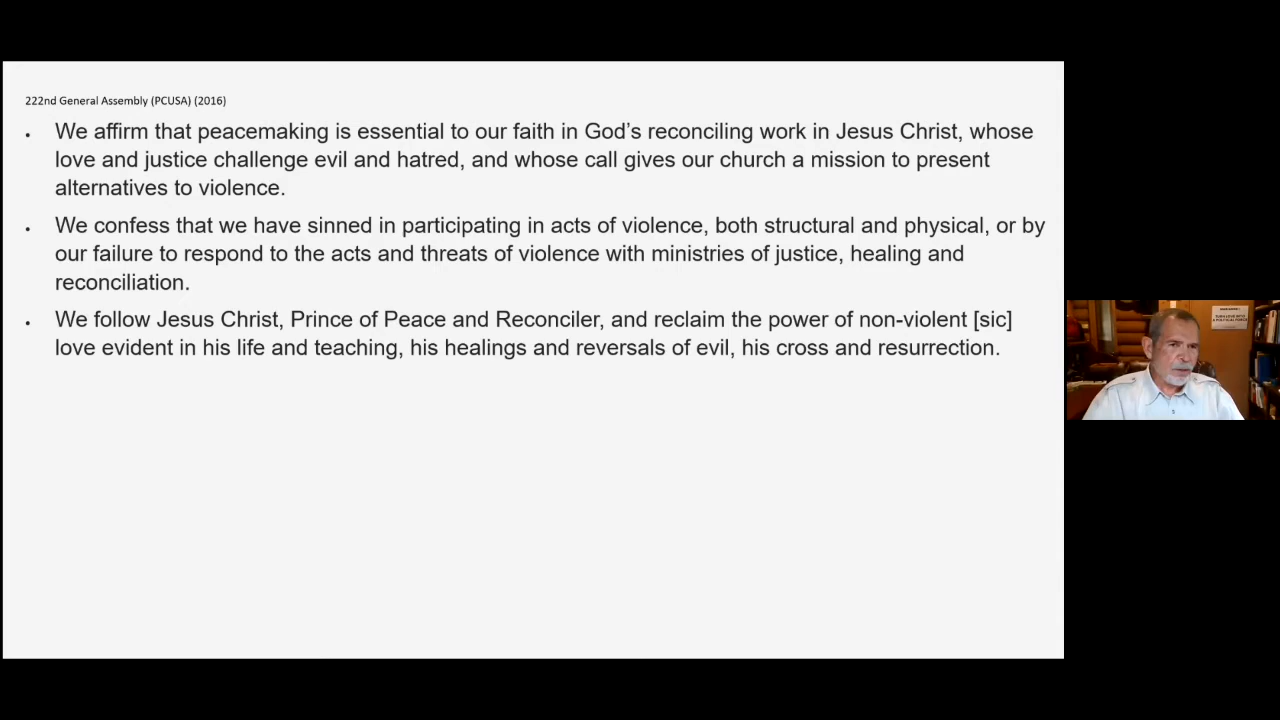 222nd General Assembly (PCUSA) (2016)
• We affirm that peacemaking is essential to our faith in God’s reconciling work in Jesus Christ, whose
love and justice challenge evil and hatred, and whose call gives our church a mission to present
alternatives to violence.
• We confess that we have sinned in participating in acts of violence, both structural and physical, or by
our failure to respond to the acts and threats of violence with ministries of justice, healing and
reconciliation.
• We follow Jesus Christ, Prince of Peace and Reconciler, and reclaim the power of non-violent [sic]
love evident in his life and teaching, his healings and reversals of evil, his cross and resurrection.
TURN LOVE INTO
A POLITICAL FORCE